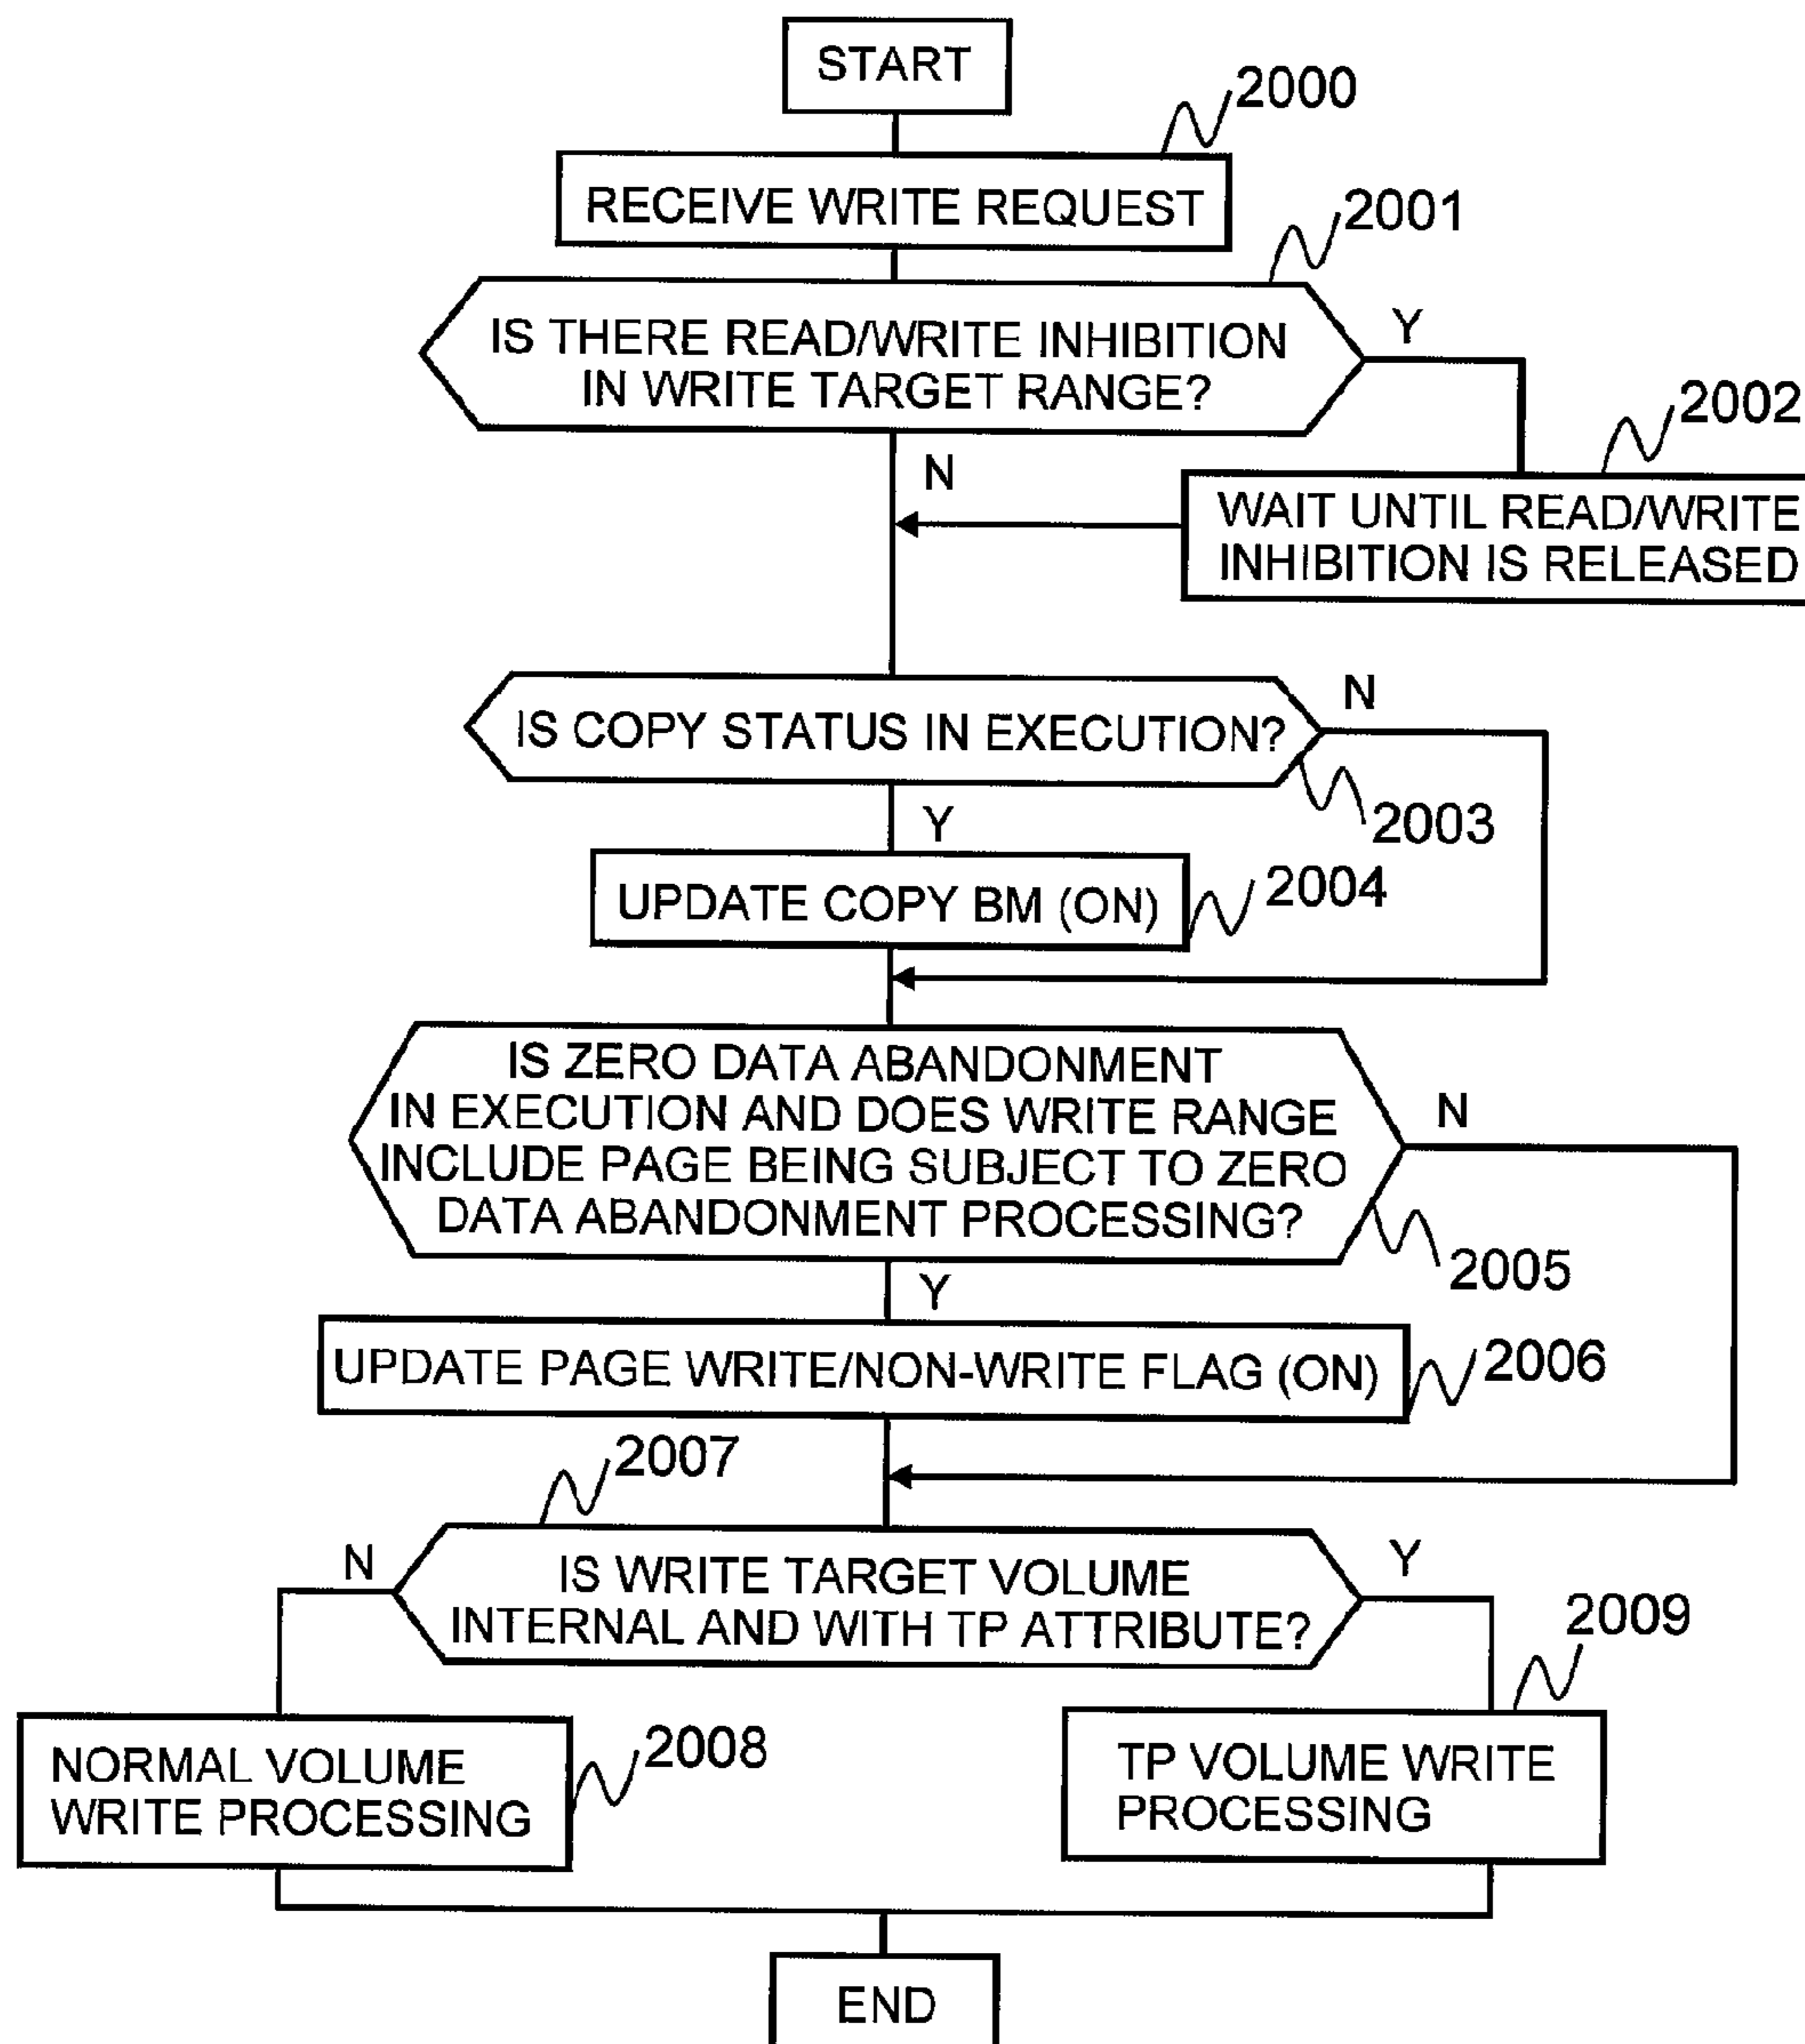 START
2000
RECEIVE WRITE REQUEST
2001
IS THERE READ/WRITE INHIBITION
IN WRITE TARGET RANGE?
Y
2002
N
WAIT UNTIL READ/WRITE
INHIBITION IS RELEASED
N
IS COPY STATUS IN EXECUTION?
2003
Y
2004
UPDATE COPY BM (ON)
IS ZERO DATA ABANDONMENT
IN EXECUTION AND DOES WRITE RANGE
INCLUDE PAGE BEING SUBJECT TO ZERO
DATA ABANDONMENT PROCESSING?
N
2005
Y
UPDATE PAGE WRITE/NON-WRITE FLAG (ON)
2006
2007
N
IS WRITE TARGET VOLUME
INTERNAL AND WITH TP ATTRIBUTE?
Y
2009
NORMAL VOLUME
WRITE PROCESSING
2008
TP VOLUME WRITE
PROCESSING
END